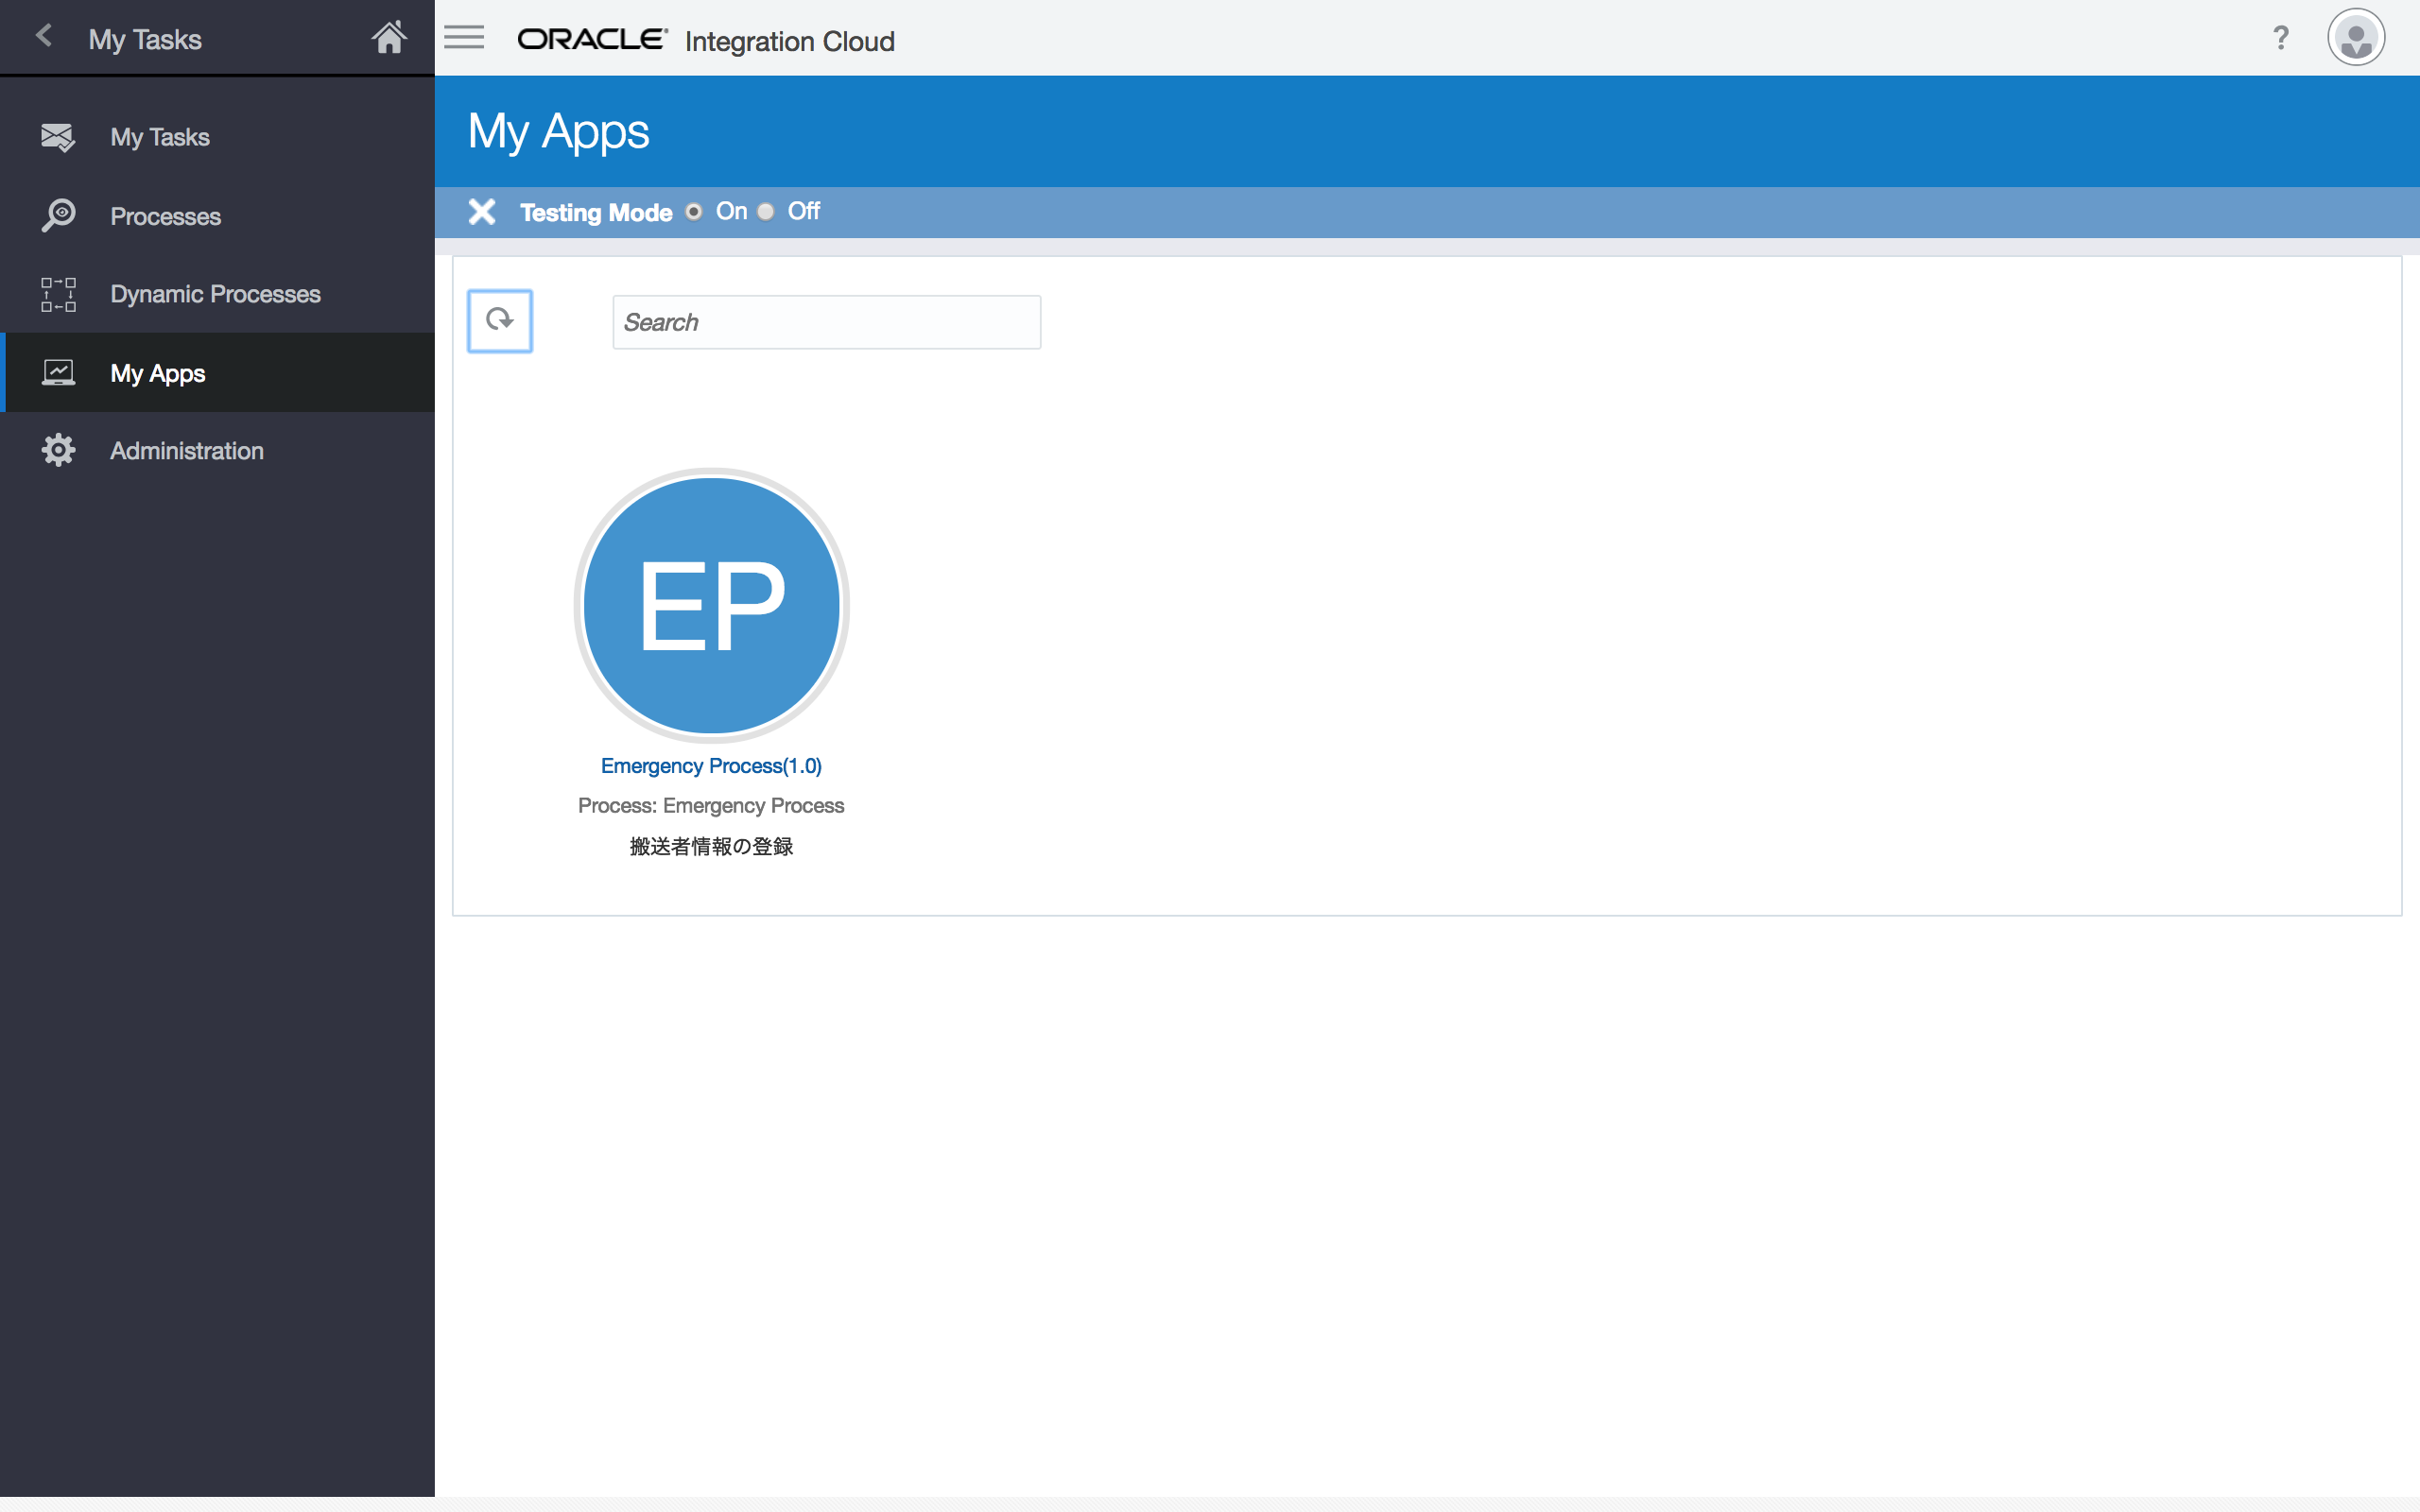 My Tasks
ORACLE® Integration Cloud
?
My Tasks
Processes
Dynamic Processes
My Apps
Administration
My Apps
Testing Mode On Off
Search
EP
Emergency Process(1.0)
Process: Emergency Process
搬送者情報の登録